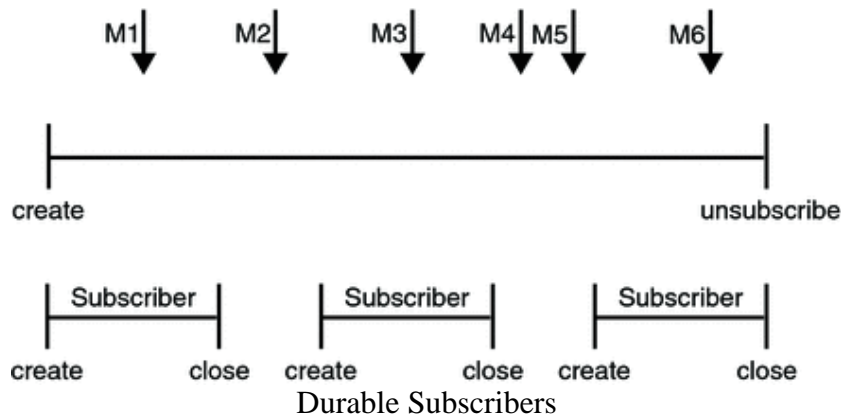 M1 M2 M3 M4 M5 M6
create unsubscribe
Subscriber Subscriber Subscriber
create close create close create close
Durable Subscribers